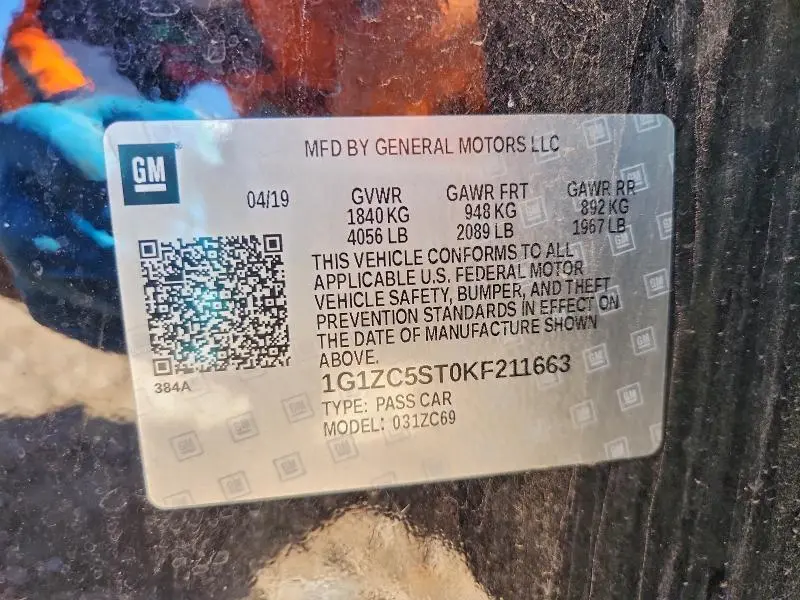 MFD BY GENERAL MOTORS LLC
GM
04/19
GVWR
1840 KG
4056 LB
GAWR FRT
948 KG
2089 LB
GAWR RR
892 KG
1967 LB
THIS VEHICLE CONFORMS TO ALL
APPLICABLE U.S. FEDERAL MOTOR
VEHICLE SAFETY, BUMPER, AND THEFT
PREVENTION STANDARDS IN EFFECT ON
THE DATE OF MANUFACTURE SHOWN
ABOVE.
384A
1G1ZC5ST0KF211663
TYPE: PASS CAR
MODEL: 031ZC69